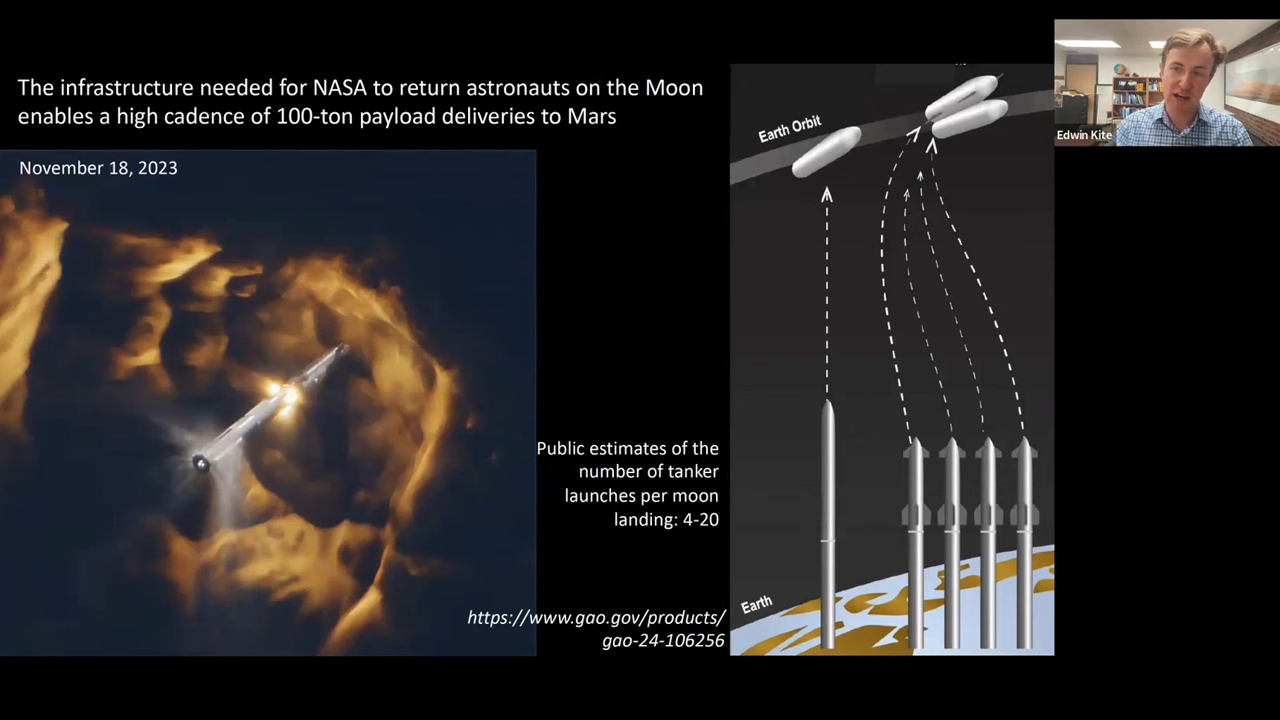 The infrastructure needed for NASA to return astronauts on the Moon
enables a high cadence of 100-ton payload deliveries to Mars
November 18, 2023
Earth Orbit
Edwin Kite
Public estimates of the
number of tanker
launches per moon
landing: 4-20
Earth
https://www.gao.gov/products/
gao-24-106256